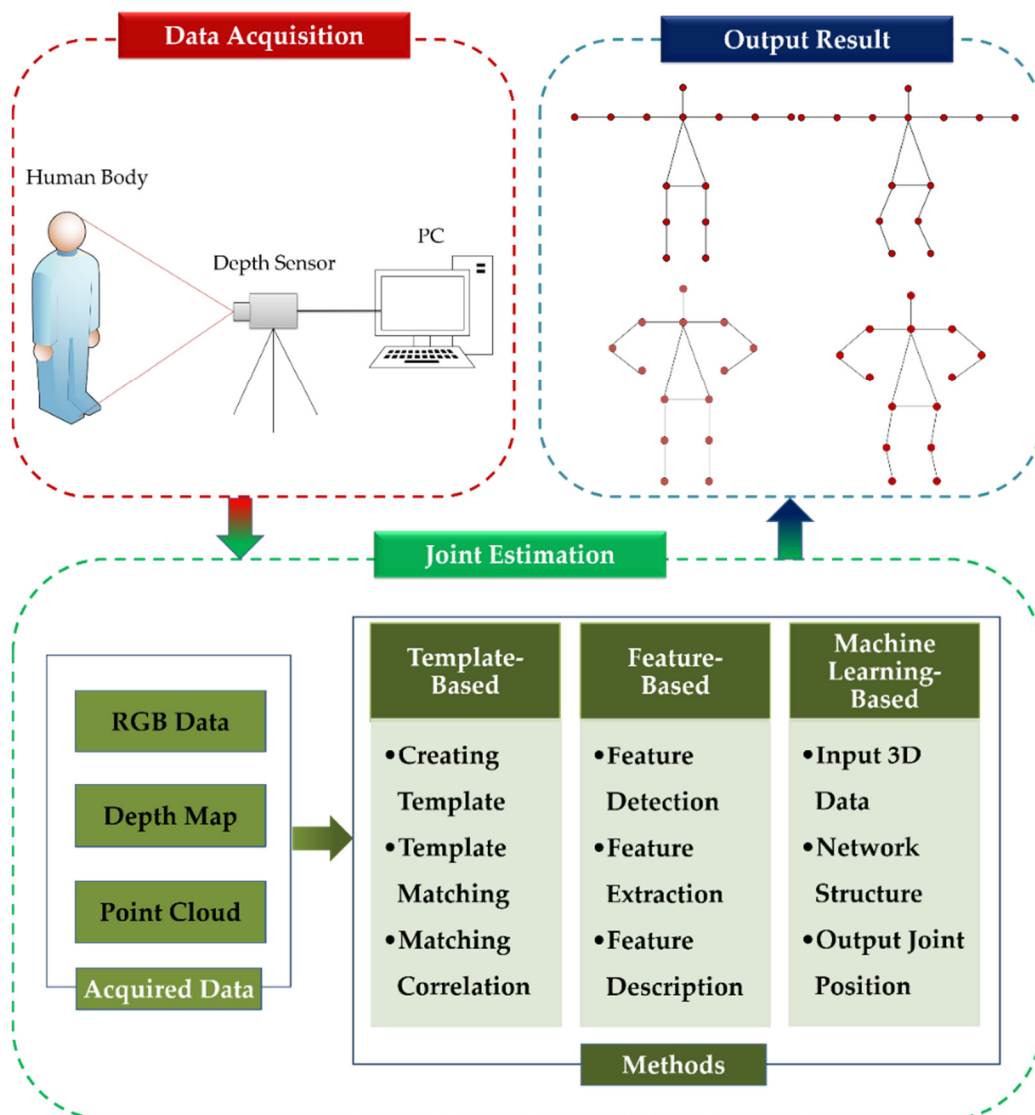 Data Acquisition
Output Result
Human Body
Depth Sensor
PC
Joint Estimation
RGB Data
Depth Map
Point Cloud
Acquired Data
Template-
Based
•Creating
Template
•Template
Matching
•Matching
Correlation
Feature-
Based
•Feature
Detection
•Feature
Extraction
•Feature
Description
Machine
Learning-
Based
•Input 3D
Data
•Network
Structure
•Output Joint
Position
Methods